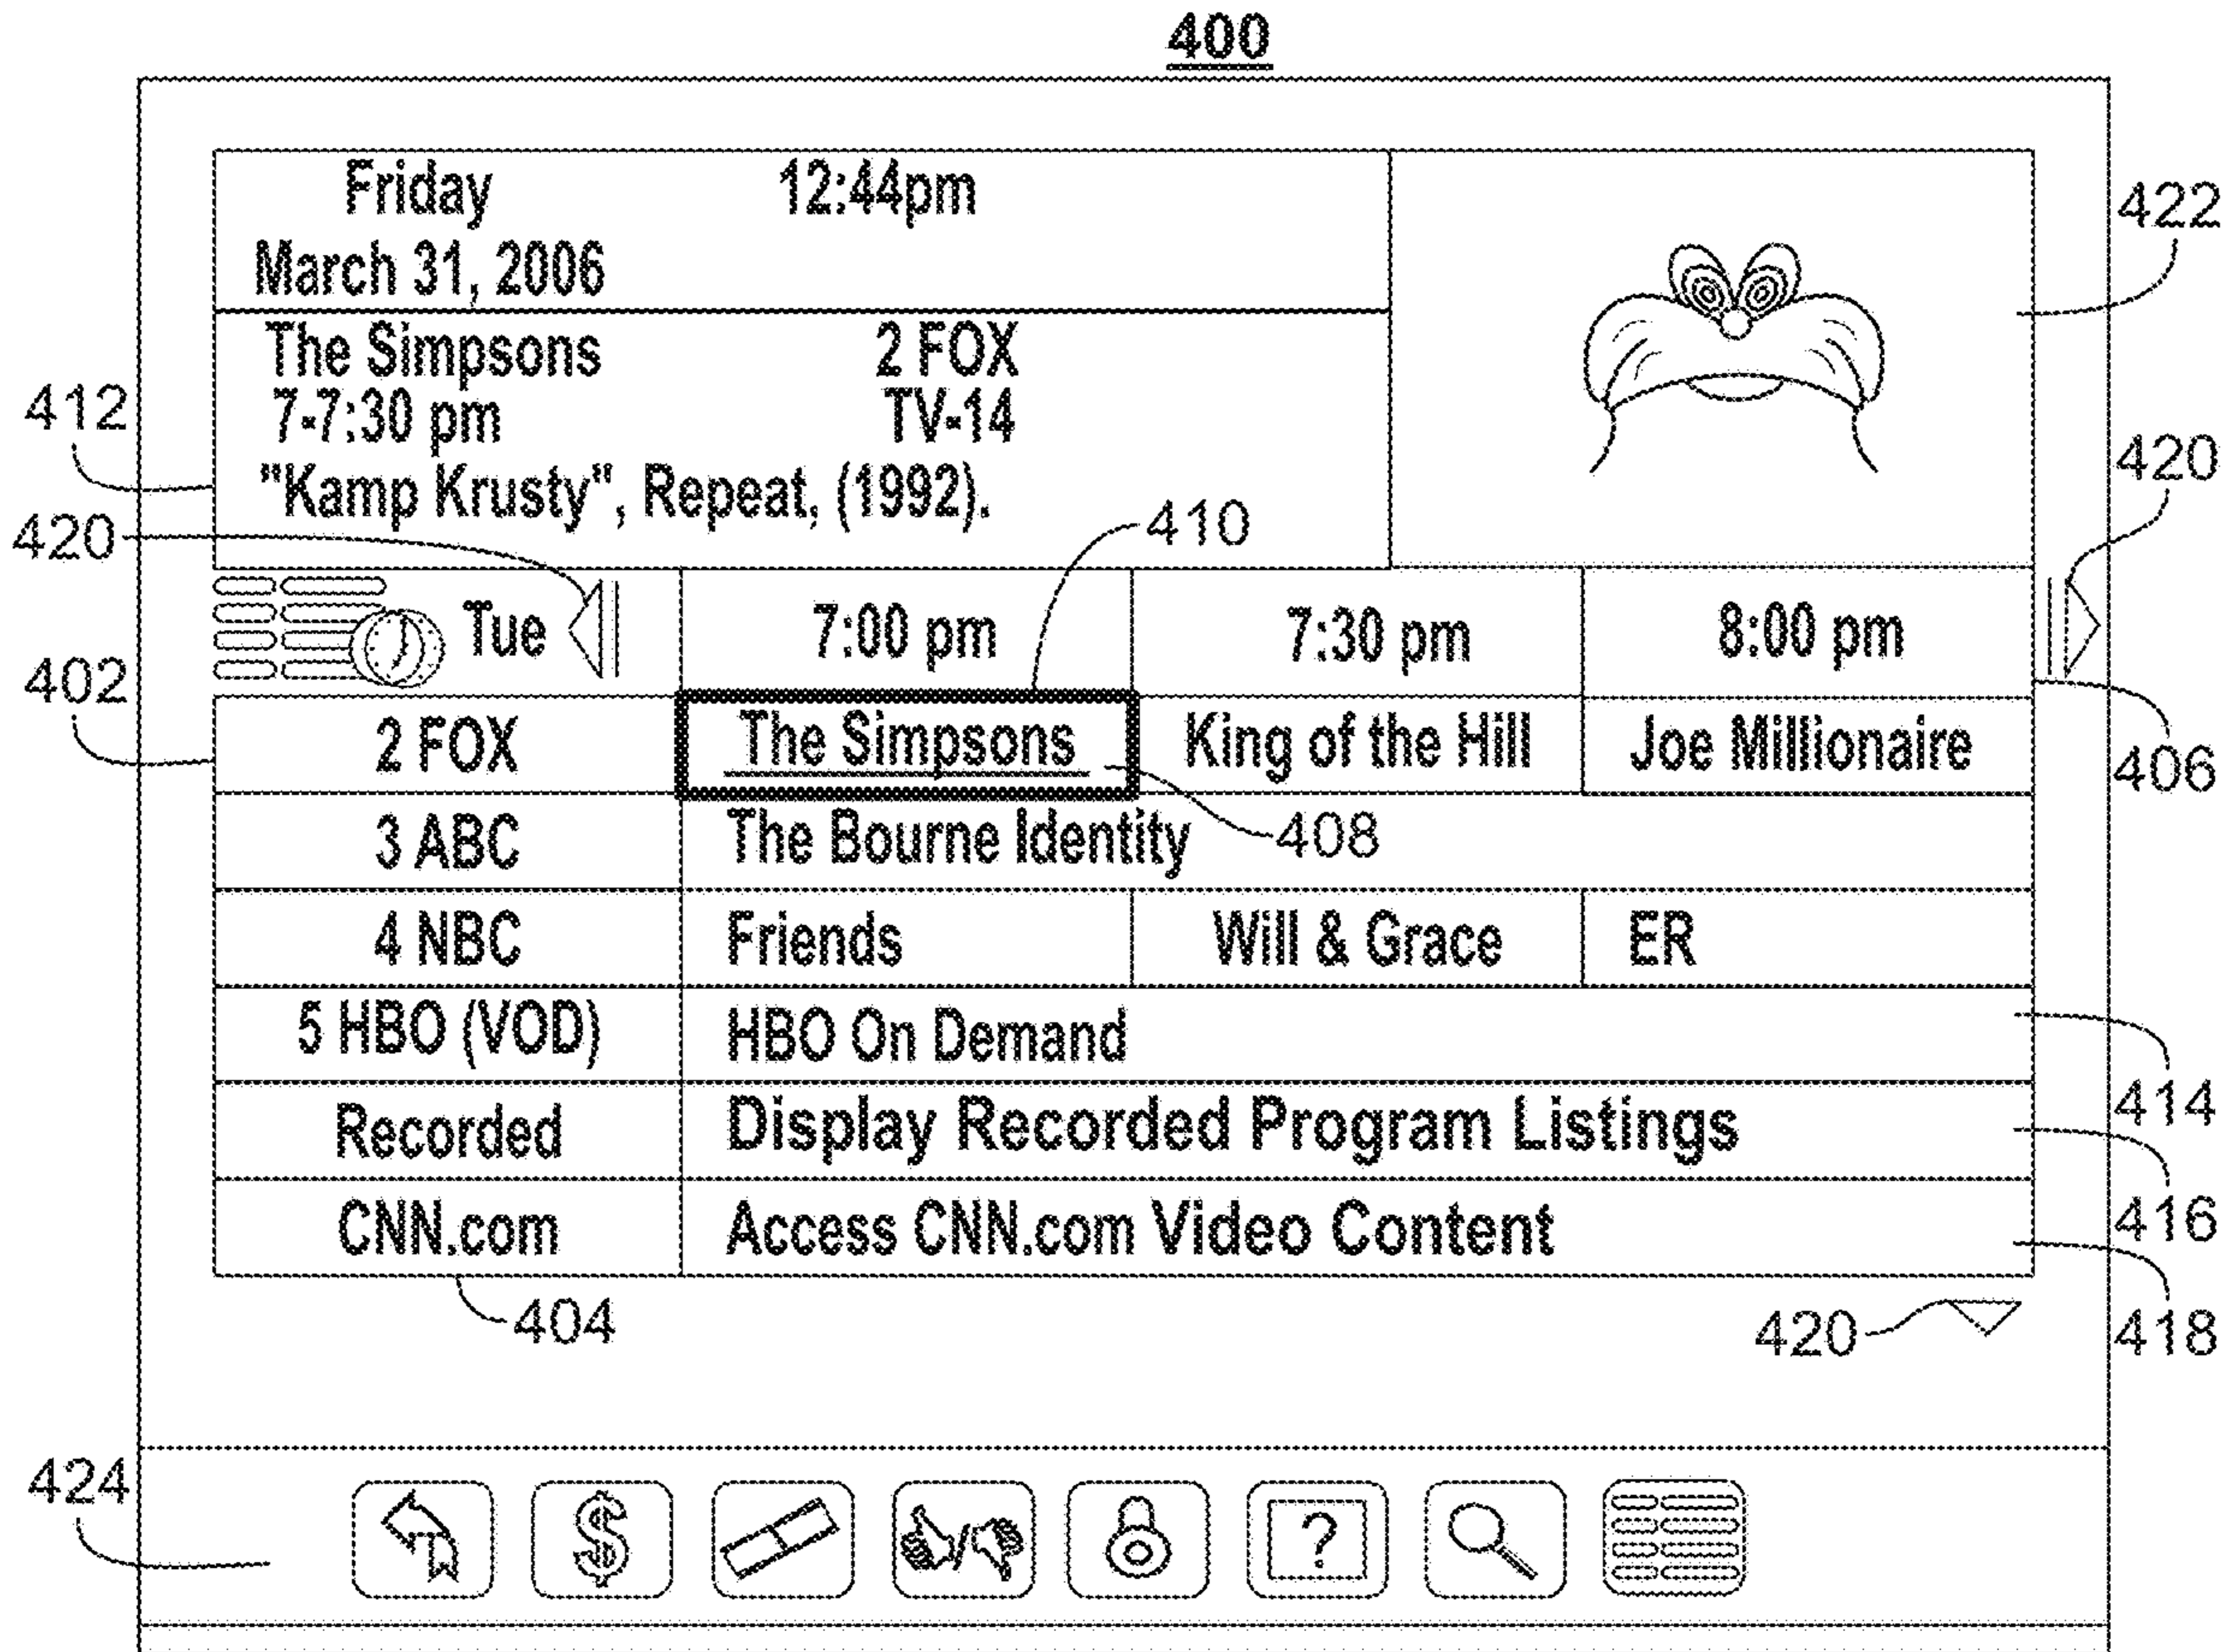 400
Friday 12:44pm
March 31, 2006
422
The Simpsons 2 FOX
412 7-7:30 pm TV-14
420
"Kamp Krusty", Repeat, (1992).
410
420
Tue 7:00 pm 7:30 pm 8:00 pm
402
2 FOX The Simpsons King of the Hill Joe Millionaire
406
3 ABC The Bourne Identity 408
4 NBC Friends Will & Grace ER
5 HBO (VOD) HBO On Demand
414
Recorded Display Recorded Program Listings
416
CNN.com Access CNN.com Video Content
404 420 418
424
$ ?